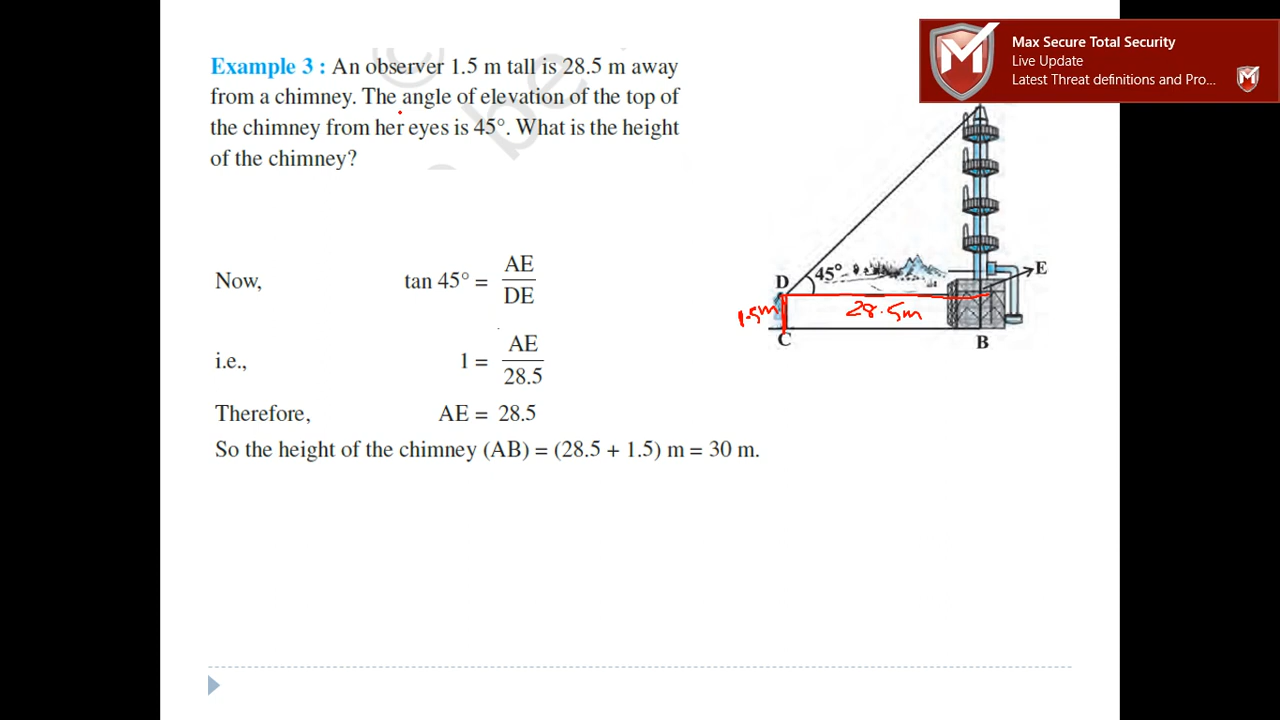 Example 3 : An observer 1.5 m tall is 28.5 m away
from a chimney. The angle of elevation of the top of
the chimney from her eyes is 45°. What is the height
of the chimney?
Now, tan 45° = AE/DE
i.e., 1 = AE/28.5
Therefore, AE = 28.5
So the height of the chimney (AB) = (28.5 + 1.5) m = 30 m.
Max Secure Total Security
Live Update
Latest Threat definitions and Pro...
D
45°
E
1.5m
28.5m
C
B
© be